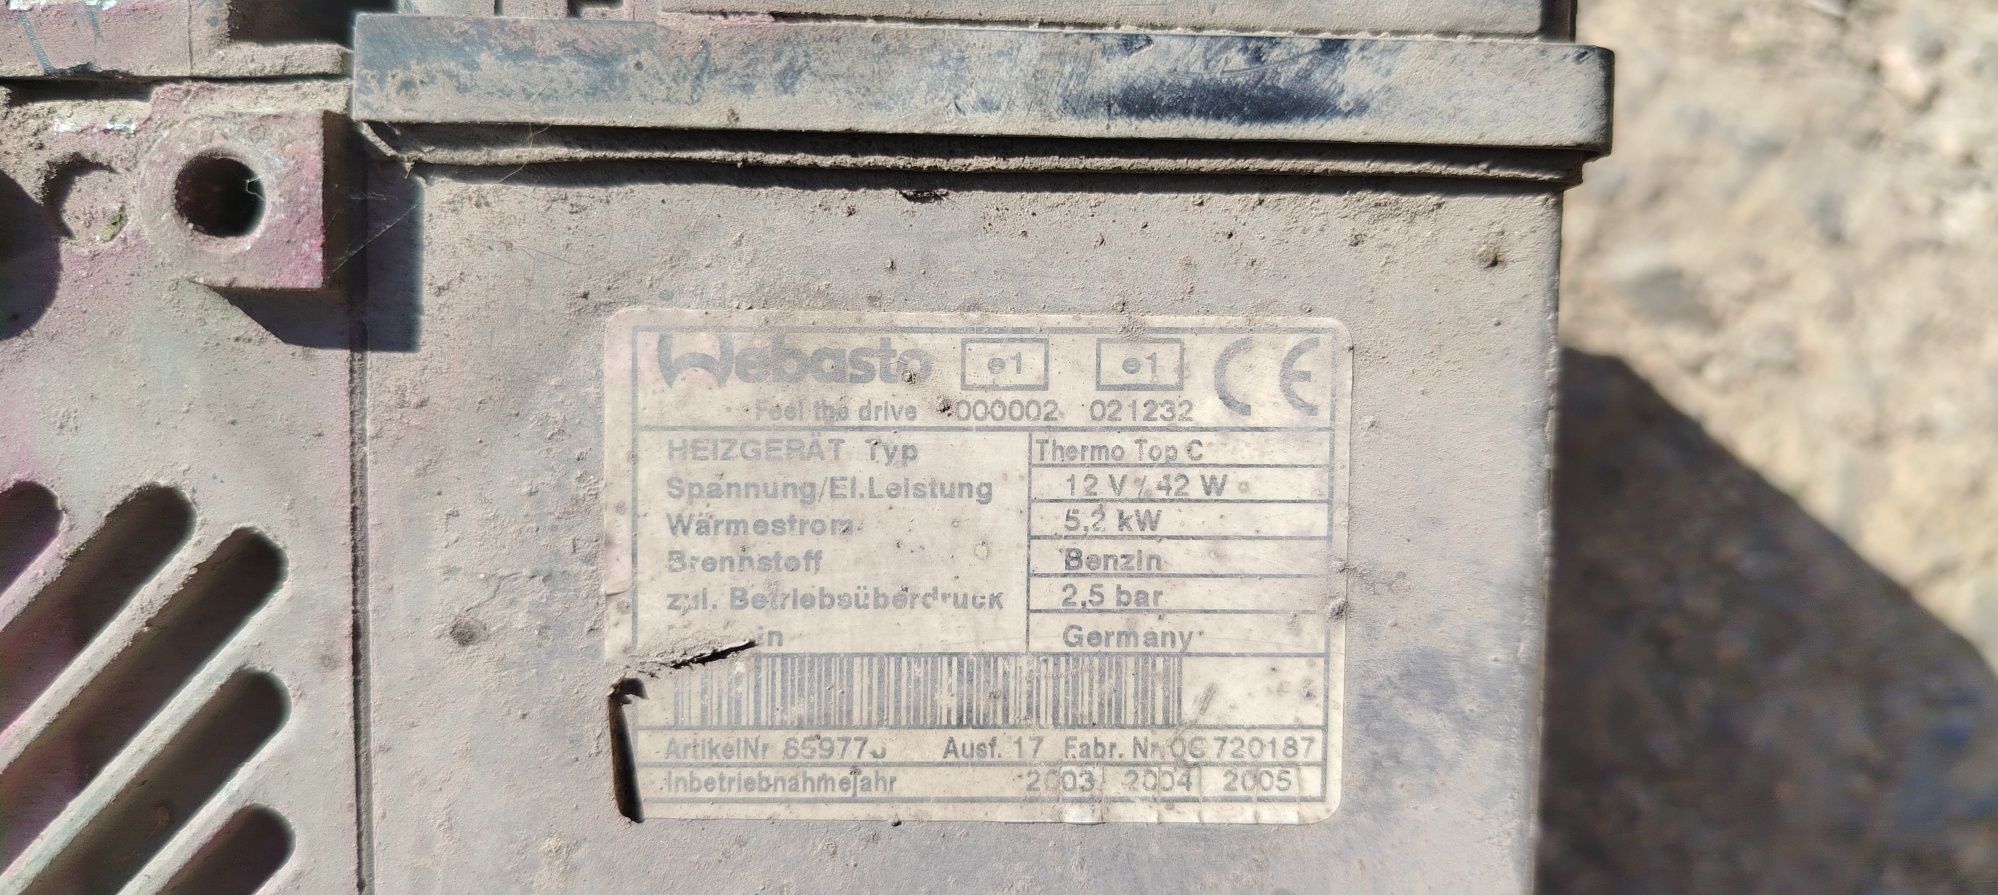 Webasto e1 e1 CE
Feel the drive 000002 021232
HEIZGERÄT Typ Thermo Top C
Spannung/El.Leistung 12 V / 42 W
Wärmestrom 5,2 kW
Brennstoff Benzin
zul. Betriebsüberdruck 2,5 bar
Germany
ArtikelNr Ausf. 17 Fabr. Nr.
Inbetriebnahmejahr 2003 2004 2005